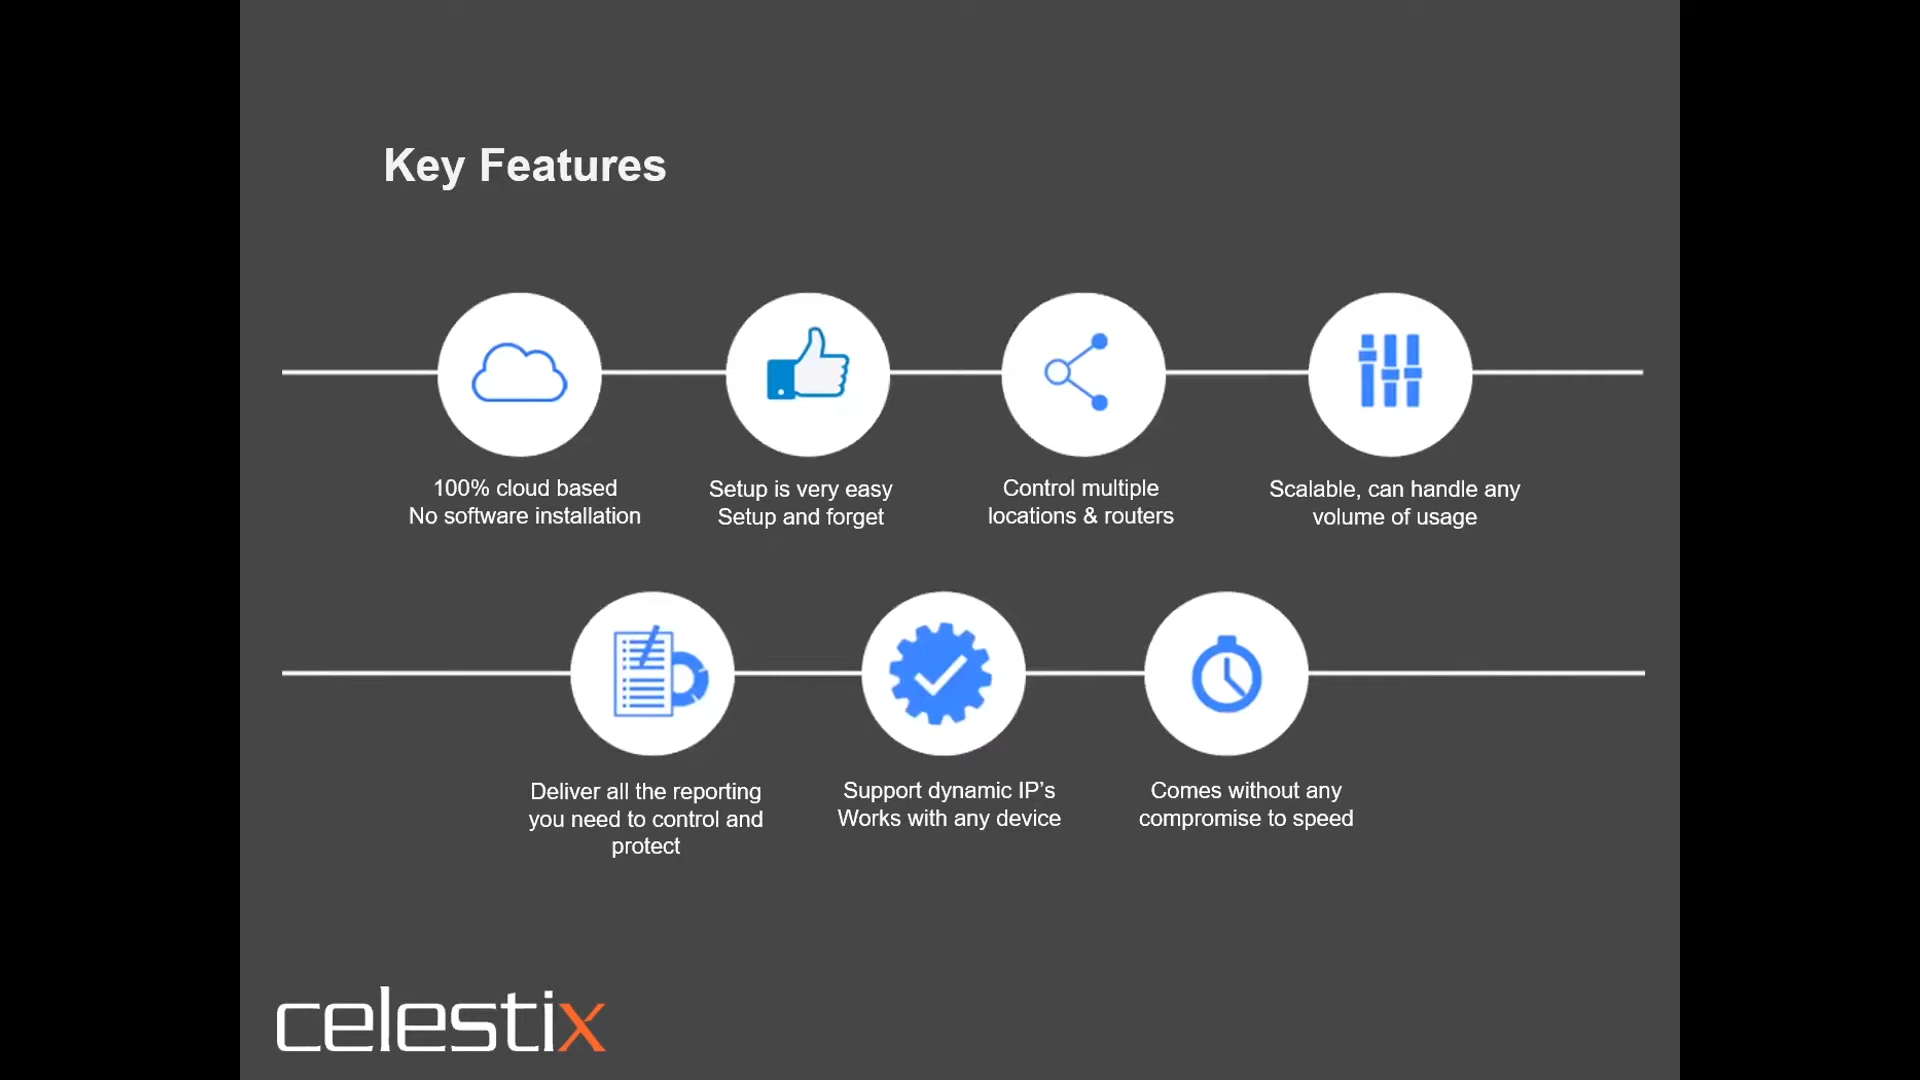 Key Features
100% cloud based
No software installation
Setup is very easy
Setup and forget
Control multiple
locations & routers
Scalable, can handle any
volume of usage
Deliver all the reporting
you need to control and
protect
Support dynamic IP’s
Works with any device
Comes without any
compromise to speed
celestix